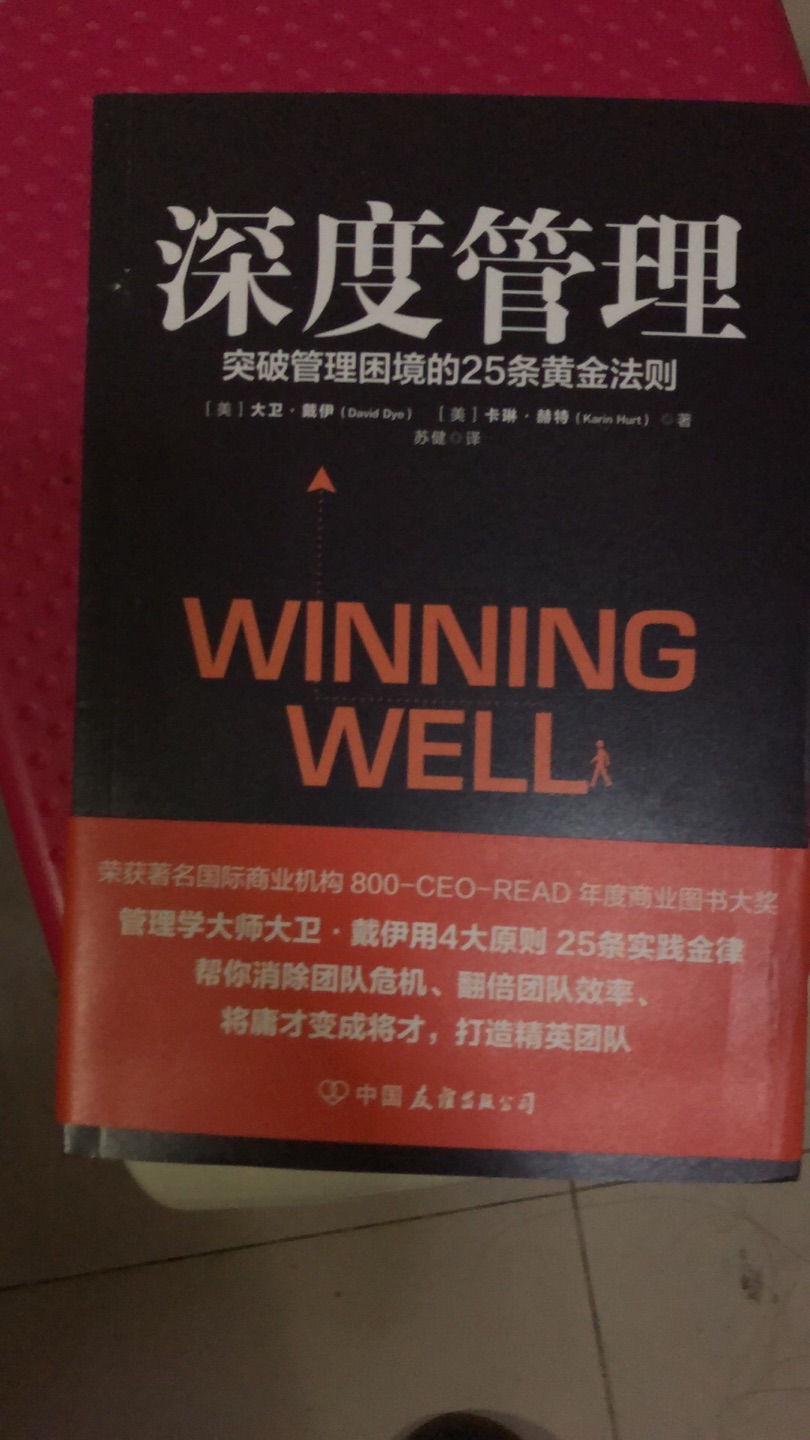 深度管理
突破管理困境的25条黄金法则
［美］大卫·戴伊（David Dye） ［美］卡琳·赫特（Karin Hurt） 著
苏健 译
WINNING
WELL
荣获著名国际商业机构 800-CEO-READ 年度商业图书大奖
管理学大师大卫·戴伊用4大原则 25条实践金律
帮你消除团队危机、翻倍团队效率、
将庸才变成将才，打造精英团队
中国友谊出版公司